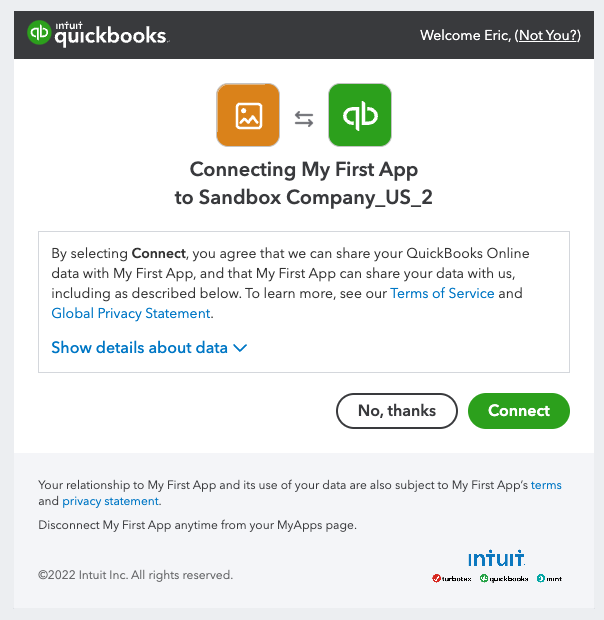 intuit
quickbooks.
Welcome Eric, (Not You?)
qb
Connecting My First App
to Sandbox Company_US_2
By selecting Connect, you agree that we can share your QuickBooks Online
data with My First App, and that My First App can share your data with us,
including as described below. To learn more, see our Terms of Service and
Global Privacy Statement.
Show details about data
No, thanks
Connect
Your relationship to My First App and its use of your data are also subject to My First App’s terms
and privacy statement.
Disconnect My First App anytime from your MyApps page.
©2022 Intuit Inc. All rights reserved.
intuit
turbotax quickbooks mint